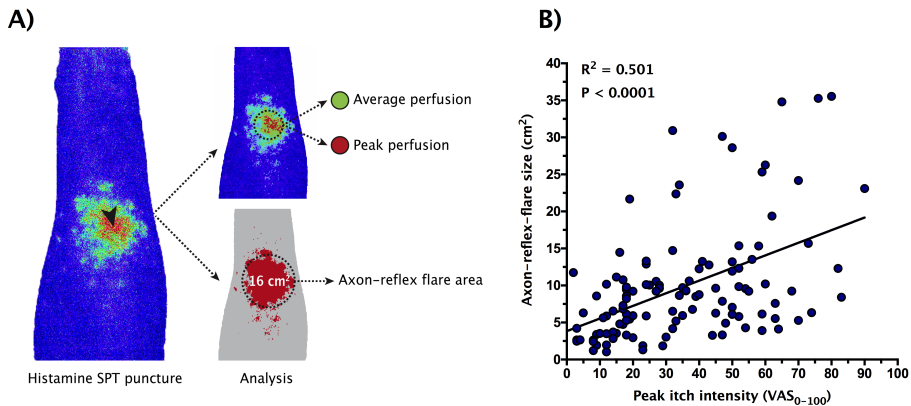 A)
Average perfusion
Peak perfusion
16 cm²
Axon-reflex flare area
Histamine SPT puncture
Analysis
B)
R² = 0.501
P < 0.0001
Axon-reflex-flare size (cm²)
40
35
30
25
20
15
10
5
0
0 10 20 30 40 50 60 70 80 90 100
Peak itch intensity (VAS₀₋₁₀₀)